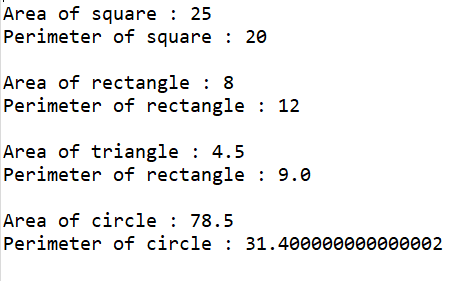 Area of square : 25
Perimeter of square : 20
Area of rectangle : 8
Perimeter of rectangle : 12
Area of triangle : 4.5
Perimeter of rectangle : 9.0
Area of circle : 78.5
Perimeter of circle : 31.400000000000002